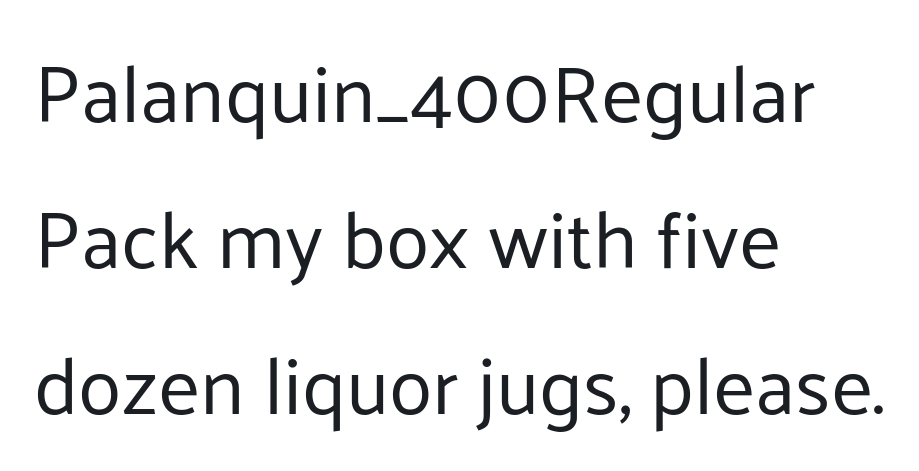 Palanquin_400Regular
Pack my box with five
dozen liquor jugs, please.